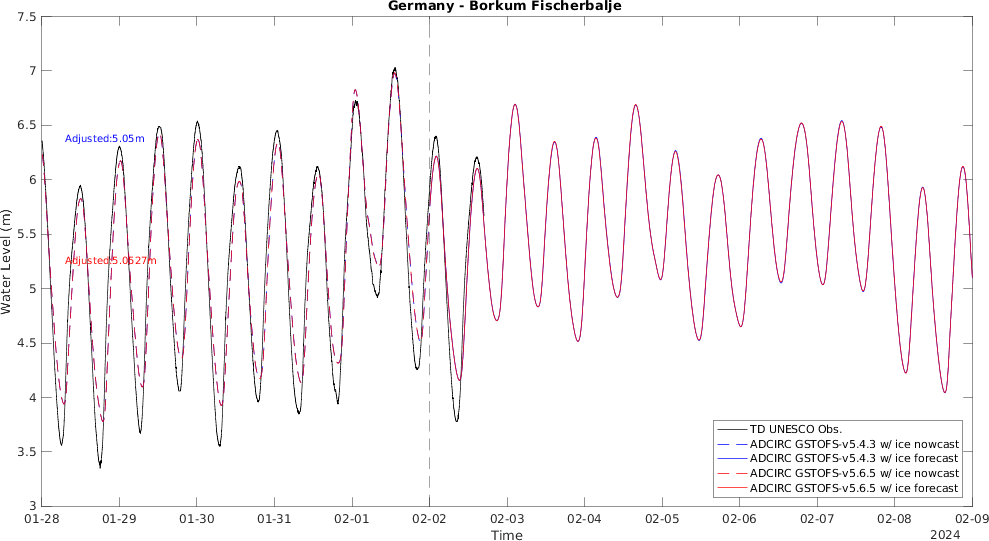 Germany - Borkum Fischerbalje
7.5
7
6.5
6
5.5
5
4.5
4
3.5
3
Water Level (m)
Adjusted:5.05m
Adjusted:5.0527m
TD UNESCO Obs.
ADCIRC GSTOFS-v5.4.3 w/ ice nowcast
ADCIRC GSTOFS-v5.4.3 w/ ice forecast
ADCIRC GSTOFS-v5.6.5 w/ ice nowcast
ADCIRC GSTOFS-v5.6.5 w/ ice forecast
01-28 01-29 01-30 01-31 02-01 02-02 02-03 02-04 02-05 02-06 02-07 02-08 02-09
Time
2024